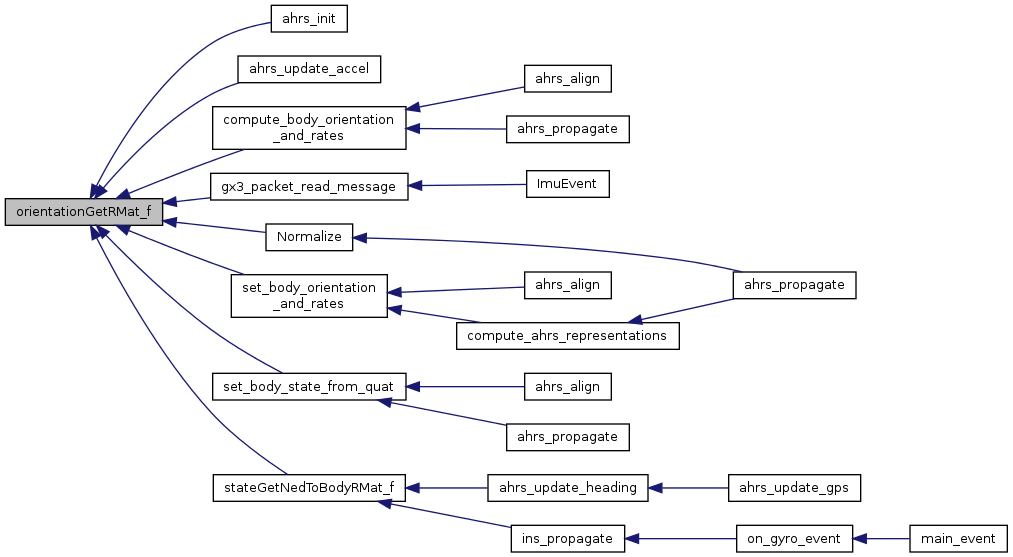 ahrs_init
ahrs_update_accel
ahrs_align
compute_body_orientation
_and_rates
ahrs_propagate
gx3_packet_read_message
ImuEvent
orientationGetRMat_f
Normalize
set_body_orientation
_and_rates
ahrs_align
ahrs_propagate
compute_ahrs_representations
set_body_state_from_quat
ahrs_align
ahrs_propagate
stateGetNedToBodyRMat_f
ahrs_update_heading
ahrs_update_gps
ins_propagate
on_gyro_event
main_event